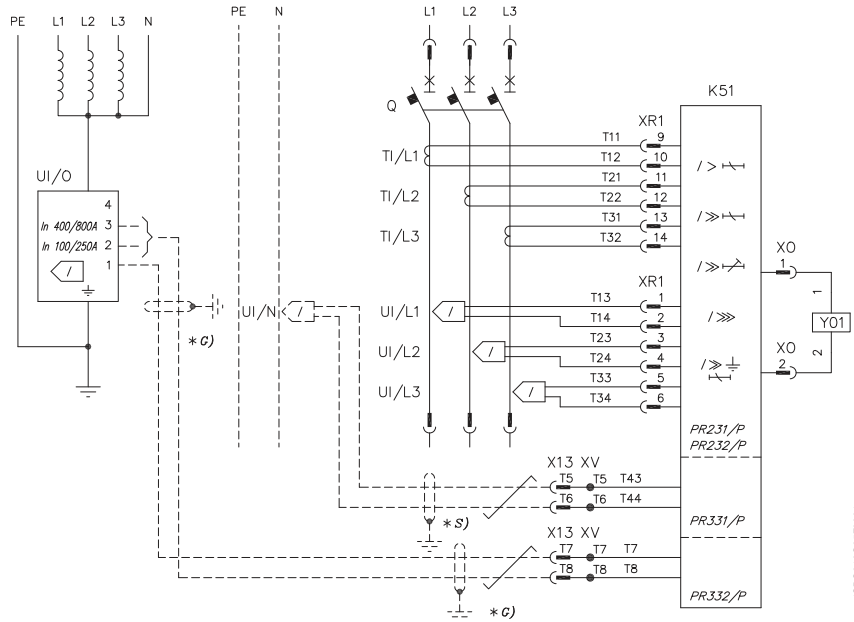 PE L1 L2 L3 N
PE N
L1 L2 L3
Q
K51
UI/O
4
In 400/800A 3
In 100/250A 2
1
/
* G)
UI/N
/
XR1
TI/L1
T11 9
T12 10
TI/L2
T21 11
T22 12
TI/L3
T31 13
T32 14
XR1
UI/L1
/
T13 1
T14 2
UI/L2
/
T23 3
T24 4
UI/L3
/
T33 5
T34 6
/ >
/ >>
/ >>
/ >>>
/ >>
XO
1
1
Y01
2
XO
2
PR231/P
PR232/P
X13 XV
T5 T5 T43
T6 T6 T44
* S)
PR331/P
X13 XV
T7 T7 T7
T8 T8 T8
* G)
PR332/P